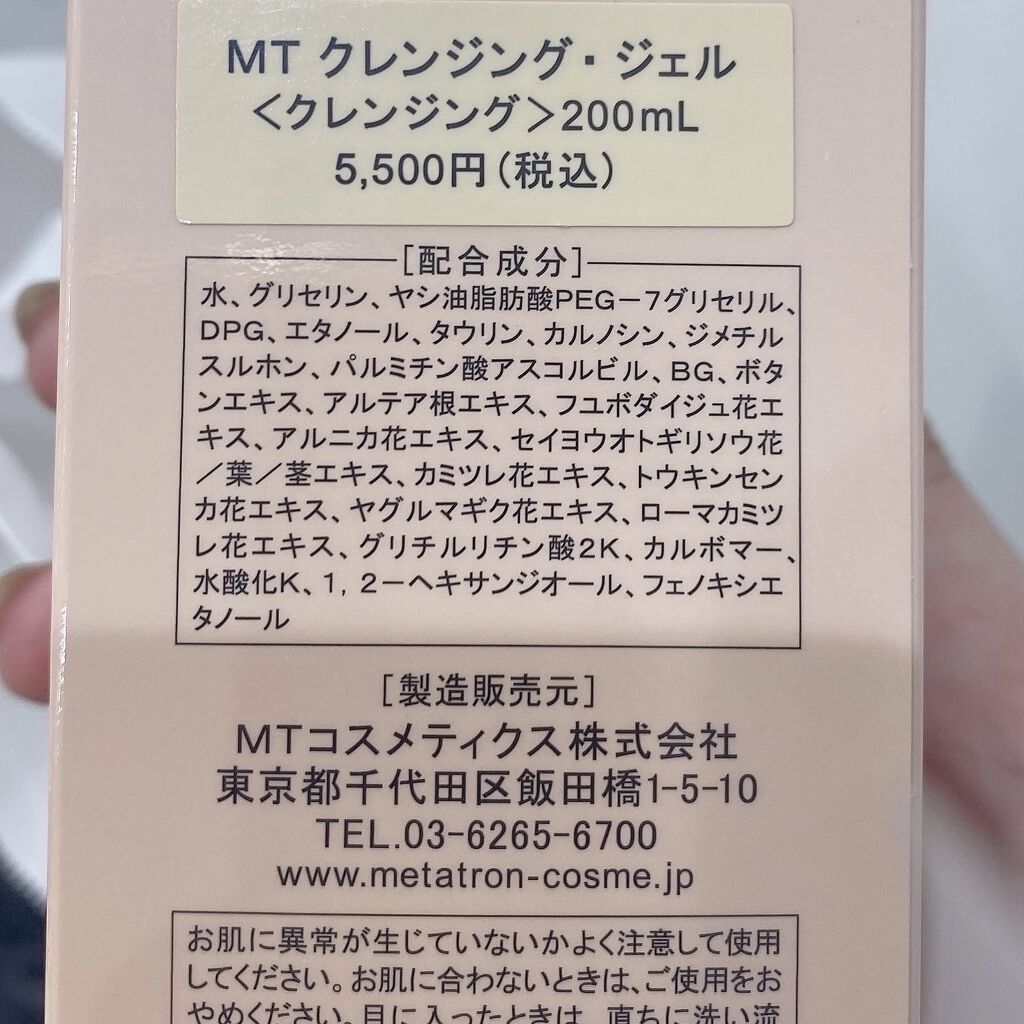 MT クレンジング・ジェル
＜クレンジング＞200mL
5,500円（税込）
［配合成分］
水、グリセリン、ヤシ油脂肪酸PEG－7グリセリル、
DPG、エタノール、タウリン、カルノシン、ジメチル
スルホン、パルミチン酸アスコルビル、BG、ボタ
ンエキス、アルテア根エキス、フユボダイジュ花エ
キス、アルニカ花エキス、セイヨウオトギリソウ花
／葉／茎エキス、カミツレ花エキス、トウキンセン
カ花エキス、ヤグルマギク花エキス、ローマカミツ
レ花エキス、グリチルリチン酸2K、カルボマー、
水酸化K、1，2－ヘキサンジオール、フェノキシエ
タノール
［製造販売元］
MTコスメティクス株式会社
東京都千代田区飯田橋1-5-10
TEL.03-6265-6700
www.metatron-cosme.jp
お肌に異常が生じていないかよく注意して使用
してください。お肌に合わないときは、ご使用をお
やめください。目に入ったときは、直ちに洗い流